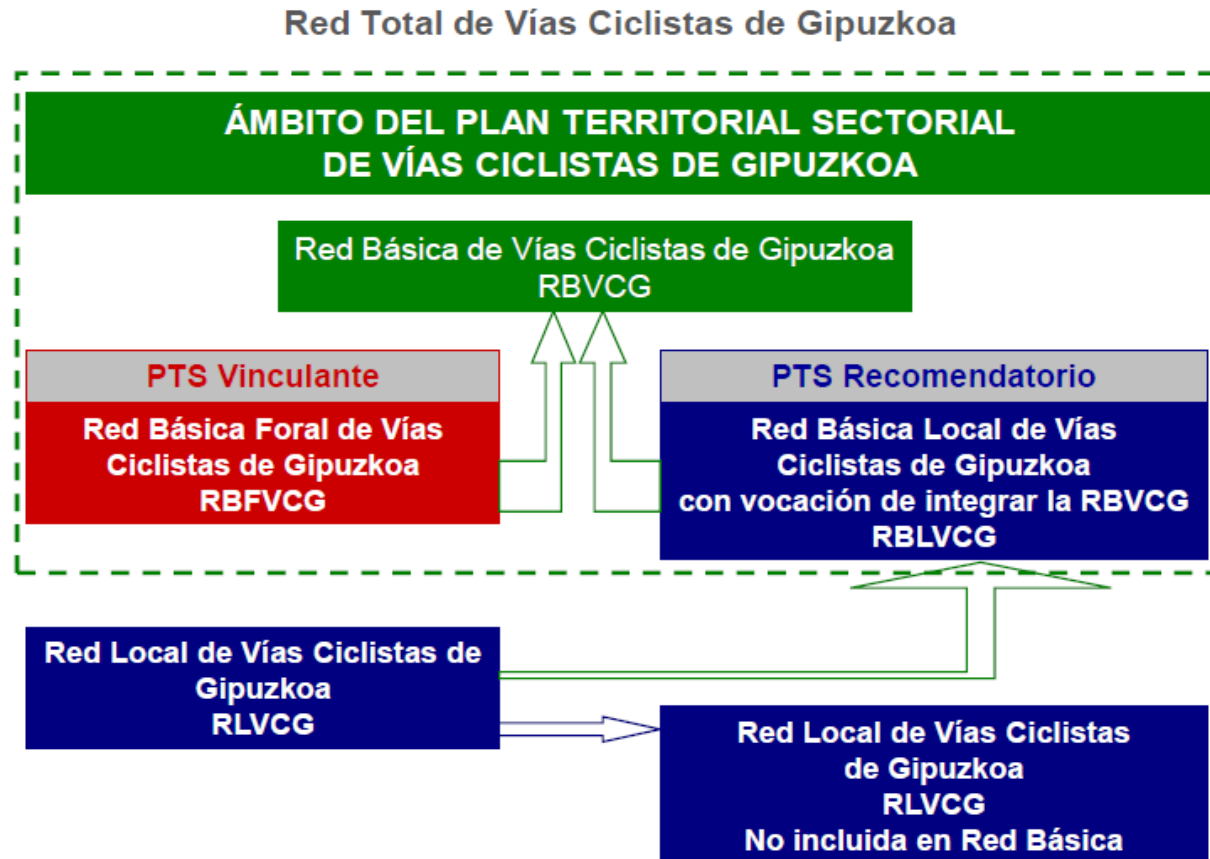 Red Total de Vías Ciclistas de Gipuzkoa
ÁMBITO DEL PLAN TERRITORIAL SECTORIAL
DE VÍAS CICLISTAS DE GIPUZKOA
Red Básica de Vías Ciclistas de Gipuzkoa
RBVCG
PTS Vinculante
Red Básica Foral de Vías
Ciclistas de Gipuzkoa
RBFVCG
PTS Recomendatorio
Red Básica Local de Vías
Ciclistas de Gipuzkoa
con vocación de integrar la RBVCG
RBLVCG
Red Local de Vías Ciclistas de
Gipuzkoa
RLVCG
Red Local de Vías Ciclistas
de Gipuzkoa
RLVCG
No incluida en Red Básica